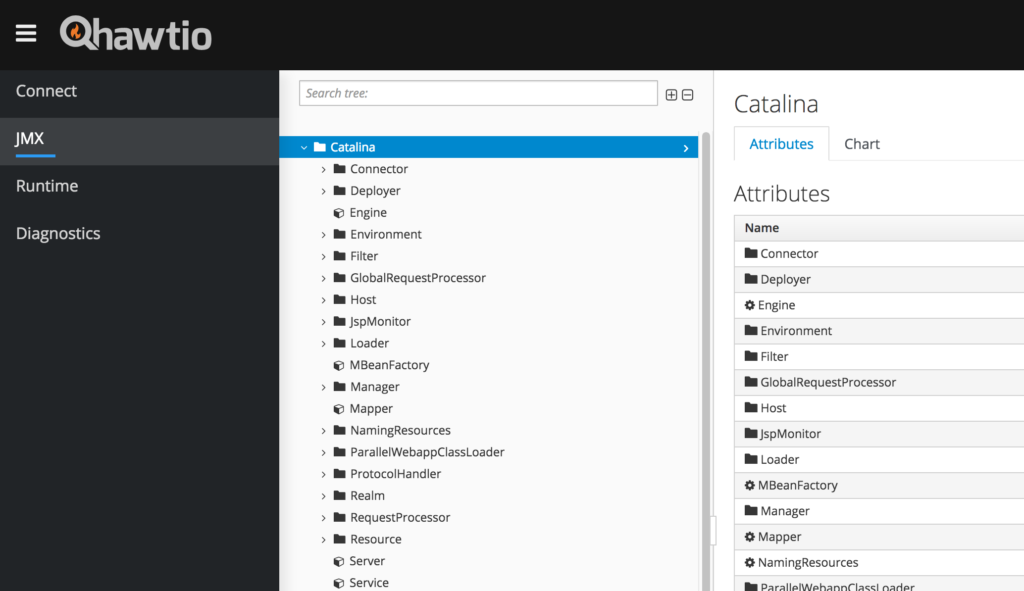 hawtio
Connect
JMX
Runtime
Diagnostics
Search tree:
Catalina
Connector
Deployer
Engine
Environment
Filter
GlobalRequestProcessor
Host
JspMonitor
Loader
MBeanFactory
Manager
Mapper
NamingResources
ParallelWebappClassLoader
ProtocolHandler
Realm
RequestProcessor
Resource
Server
Service
Catalina
Attributes Chart
Attributes
Name
Connector
Deployer
Engine
Environment
Filter
GlobalRequestProcessor
Host
JspMonitor
Loader
MBeanFactory
Manager
Mapper
NamingResources
ParallelWebappClassLoader